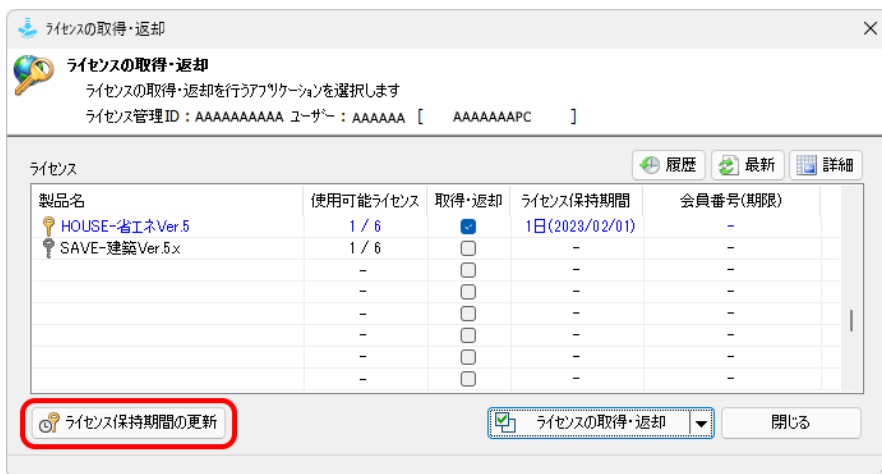 ライセンスの取得・返却
ライセンスの取得・返却
ライセンスの取得・返却を行うアプリケーションを選択します
ライセンス管理ID：AAAAAAAAAA ユーザー：AAAAAA [ AAAAAAAPC ]
ライセンス 履歴 最新 詳細
製品名 使用可能ライセンス 取得・返却 ライセンス保持期間 会員番号(期限)
HOUSE-省エネVer.5 1 / 6 1日(2023/02/01) -
SAVE-建築Ver.5x 1 / 6 - -
- - -
- - -
- - -
- - -
- - -
- - -
ライセンス保持期間の更新 ライセンスの取得・返却 閉じる